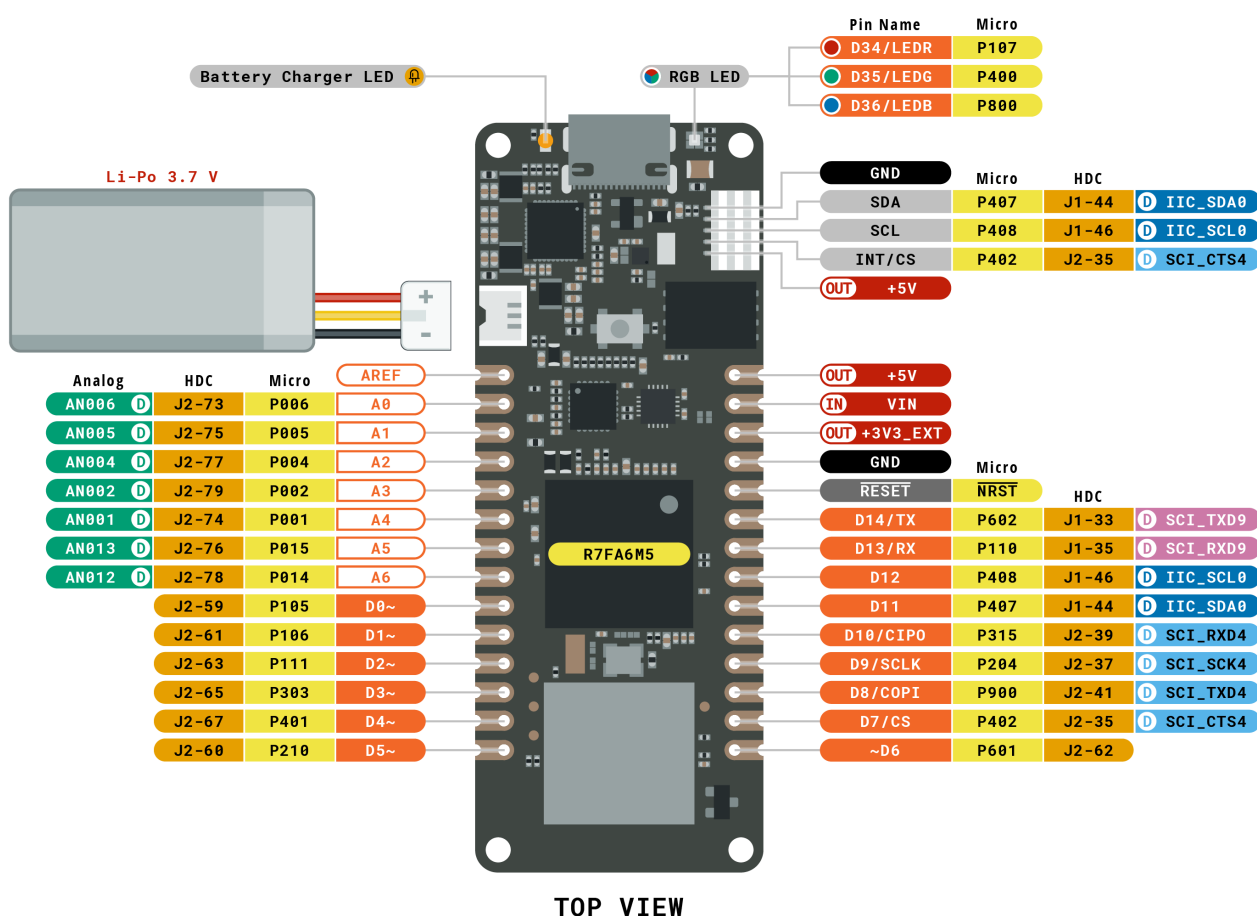 Pin Name Micro
D34/LEDR P107
Battery Charger LED RGB LED D35/LEDG P400
D36/LEDB P800
Li-Po 3.7 V
+
-
GND Micro HDC
SDA P407 J1-44 D IIC_SDA0
SCL P408 J1-46 D IIC_SCL0
INT/CS P402 J2-35 D SCI_CTS4
OUT +5V
Analog HDC Micro AREF
AN006 D J2-73 P006 A0
AN005 D J2-75 P005 A1
AN004 D J2-77 P004 A2
AN002 D J2-79 P002 A3
AN001 D J2-74 P001 A4
AN013 D J2-76 P015 A5
AN012 D J2-78 P014 A6
J2-59 P105 D0~
J2-61 P106 D1~
J2-63 P111 D2~
J2-65 P303 D3~
J2-67 P401 D4~
J2-60 P210 D5~
R7FA6M5
OUT +5V
IN VIN
OUT +3V3_EXT
GND Micro
RESET NRST HDC
D14/TX P602 J1-33 D SCI_TXD9
D13/RX P110 J1-35 D SCI_RXD9
D12 P408 J1-46 D IIC_SCL0
D11 P407 J1-44 D IIC_SDA0
D10/CIPO P315 J2-39 D SCI_RXD4
D9/SCLK P204 J2-37 D SCI_SCK4
D8/COPI P900 J2-41 D SCI_TXD4
D7/CS P402 J2-35 D SCI_CTS4
~D6 P601 J2-62
TOP VIEW